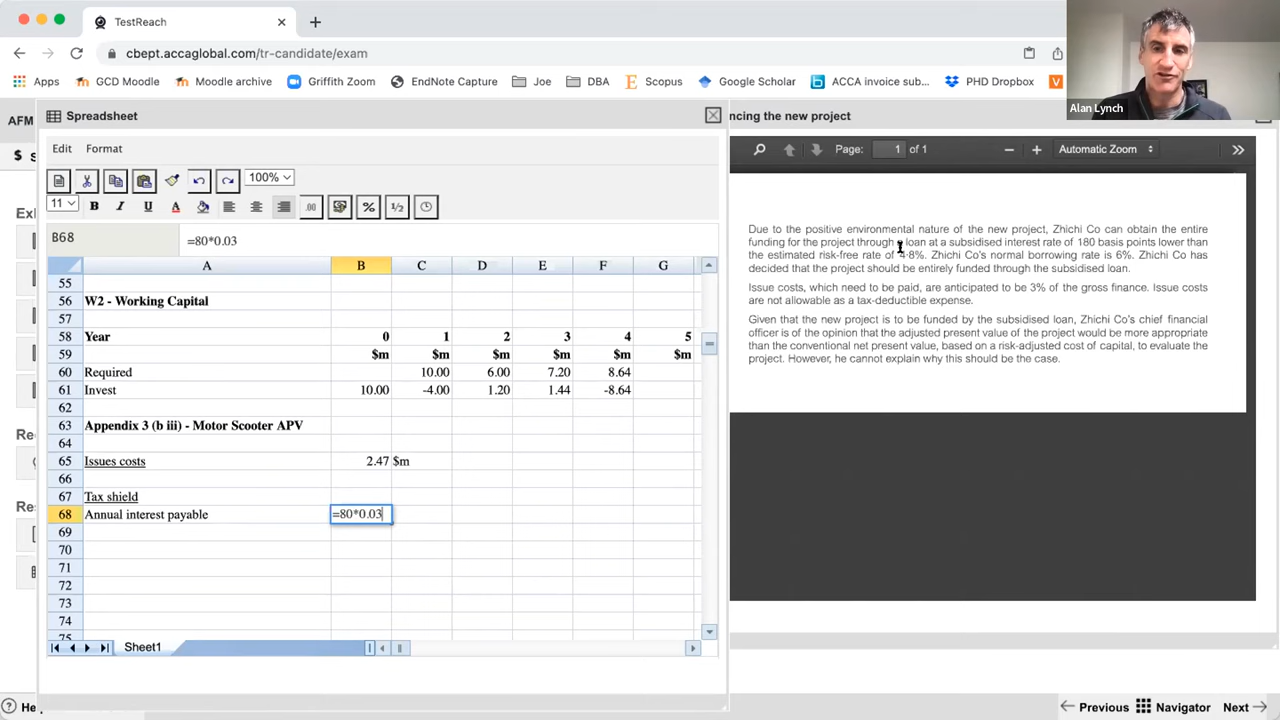 TestReach
cbept.accaglobal.com/tr-candidate/exam
Apps GCD Moodle Moodle archive Griffith Zoom EndNote Capture Joe DBA Scopus Google Scholar ACCA invoice sub... PHD Dropbox
Alan Lynch
AFM
Spreadsheet
ncing the new project
Edit Format
Page: 1 of 1 Automatic Zoom
100%
11 B I U A .00 % 1/2
B68 =80*0.03
A B C D E F G
55
56 W2 - Working Capital
57
58 Year 0 1 2 3 4 5
59 $m $m $m $m $m $m
60 Required 10.00 6.00 7.20 8.64
61 Invest 10.00 -4.00 1.20 1.44 -8.64
62
63 Appendix 3 (b iii) - Motor Scooter APV
64
65 Issues costs 2.47 $m
66
67 Tax shield
68 Annual interest payable =80*0.03
69
70
71
72
73
74
75
Sheet1
Due to the positive environmental nature of the new project, Zhichi Co can obtain the entire
funding for the project through a loan at a subsidised interest rate of 180 basis points lower than
the estimated risk-free rate of 4·8%. Zhichi Co's normal borrowing rate is 6%. Zhichi Co has
decided that the project should be entirely funded through the subsidised loan.
Issue costs, which need to be paid, are anticipated to be 3% of the gross finance. Issue costs
are not allowable as a tax-deductible expense.
Given that the new project is to be funded by the subsidised loan, Zhichi Co's chief financial
officer is of the opinion that the adjusted present value of the project would be more appropriate
than the conventional net present value, based on a risk-adjusted cost of capital, to evaluate the
project. However, he cannot explain why this should be the case.
Previous Navigator Next